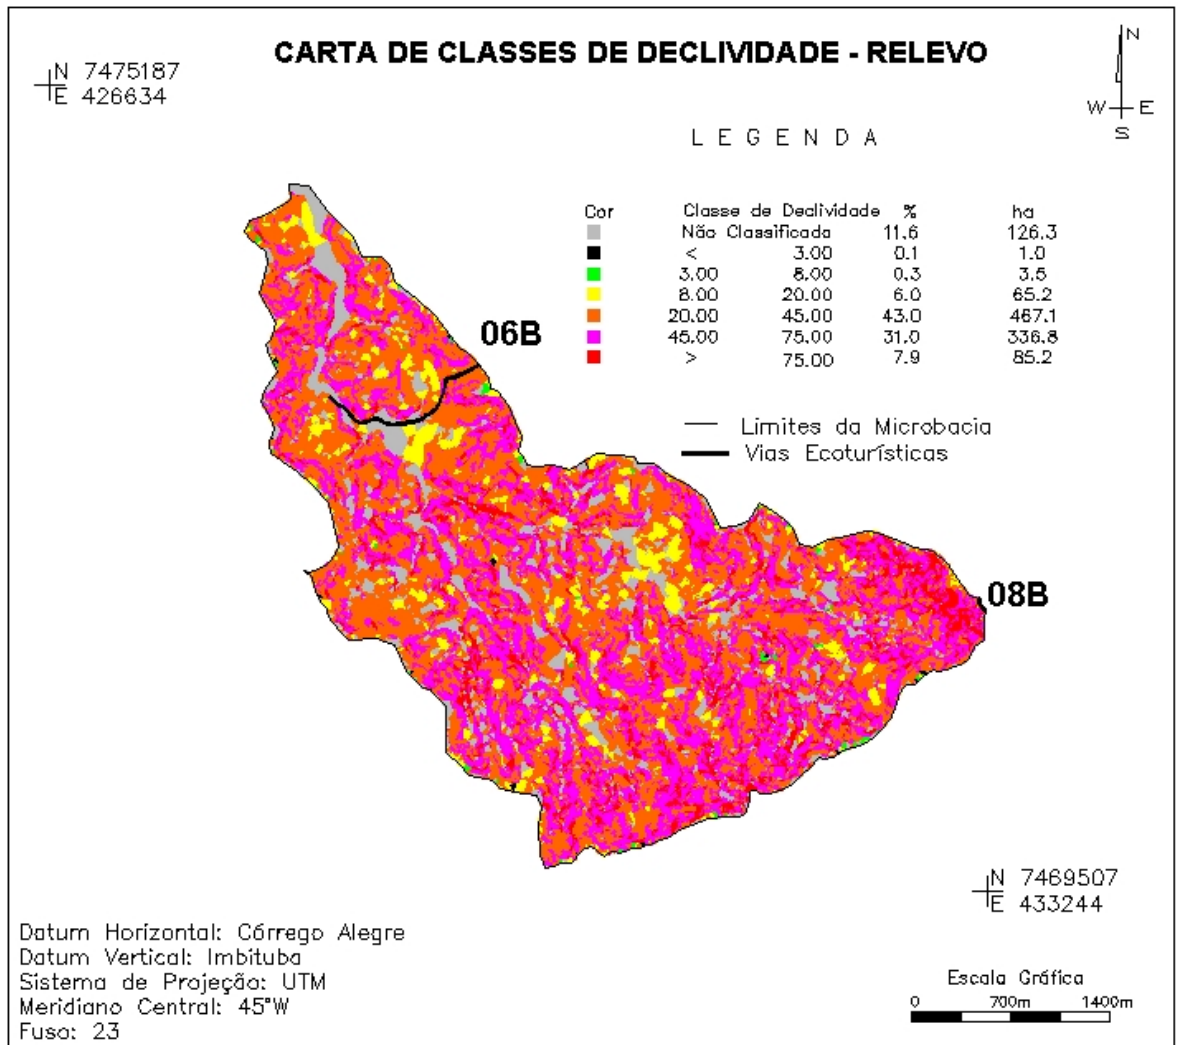 CARTA DE CLASSES DE DECLIVIDADE - RELEVO
N 7475187
E 426634
N
W E
S
L E G E N D A
Cor Classe de Declividade % ha
Não Classificada 11.6 126.3
< 3.00 0.1 1.0
3.00 8.00 0.3 3.5
8.00 20.00 6.0 65.2
20.00 45.00 43.0 467.1
45.00 75.00 31.0 336.8
> 75.00 7.9 85.2
06B
Limites da Microbacia
Vias Ecoturísticas
08B
N 7469507
E 433244
Datum Horizontal: Córrego Alegre
Datum Vertical: Imbituba
Sistema de Projeção: UTM
Meridiano Central: 45°W
Fuso: 23
Escala Gráfica
0 700m 1400m